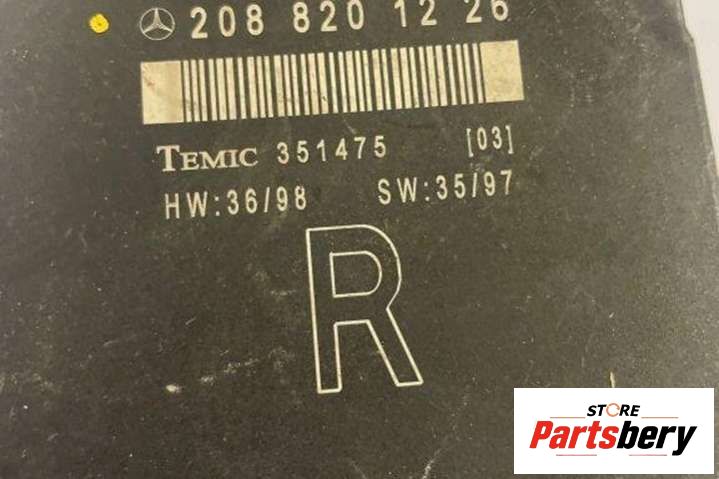 208 820 12 26
TEMIC 351475 [03]
HW:36/98 SW:35/97
R
STORE
Partsbery